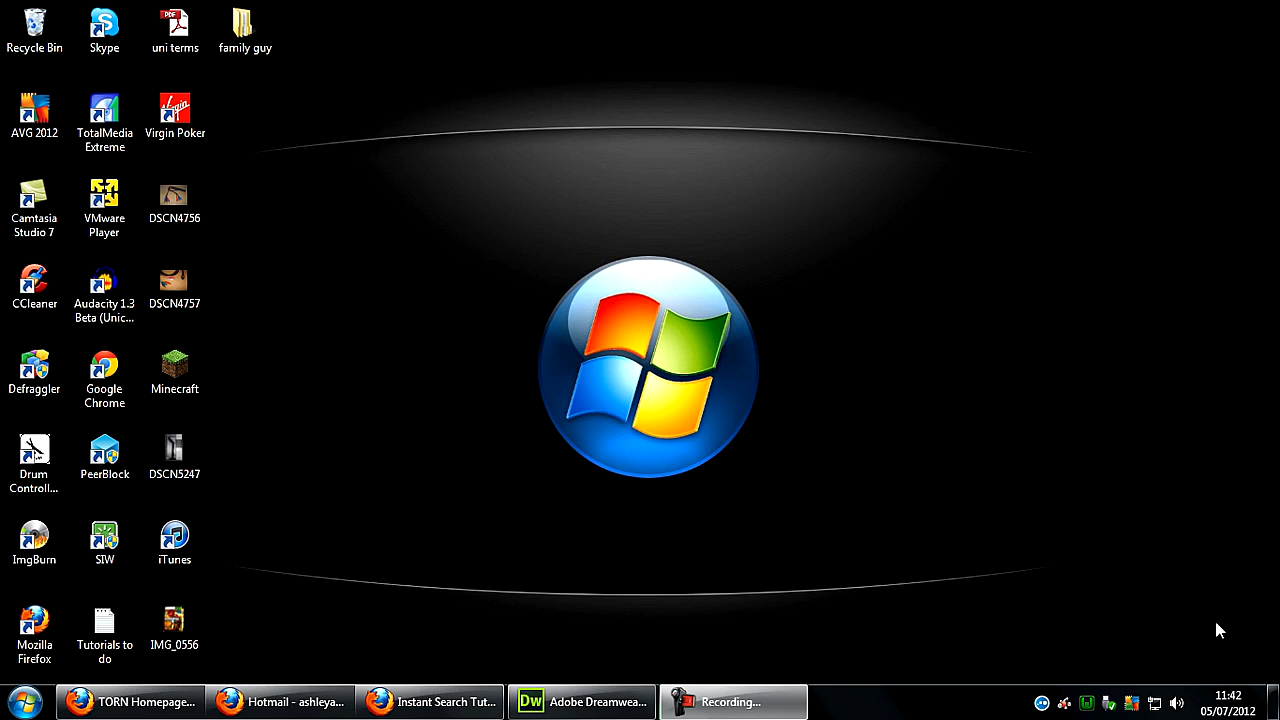 Recycle Bin
Skype
uni terms
family guy
AVG 2012
TotalMedia
Extreme
Virgin Poker
Camtasia
Studio 7
VMware
Player
DSCN4756
CCleaner
Audacity 1.3
Beta (Unic...
DSCN4757
Defraggler
Google
Chrome
Minecraft
Drum
Controll...
PeerBlock
DSCN5247
ImgBurn
SIW
iTunes
Mozilla
Firefox
Tutorials to
do
IMG_0556
TORN Homepage...
Hotmail - ashleya...
Instant Search Tut...
Dw
Adobe Dreamwea...
Recording...
11:42
05/07/2012